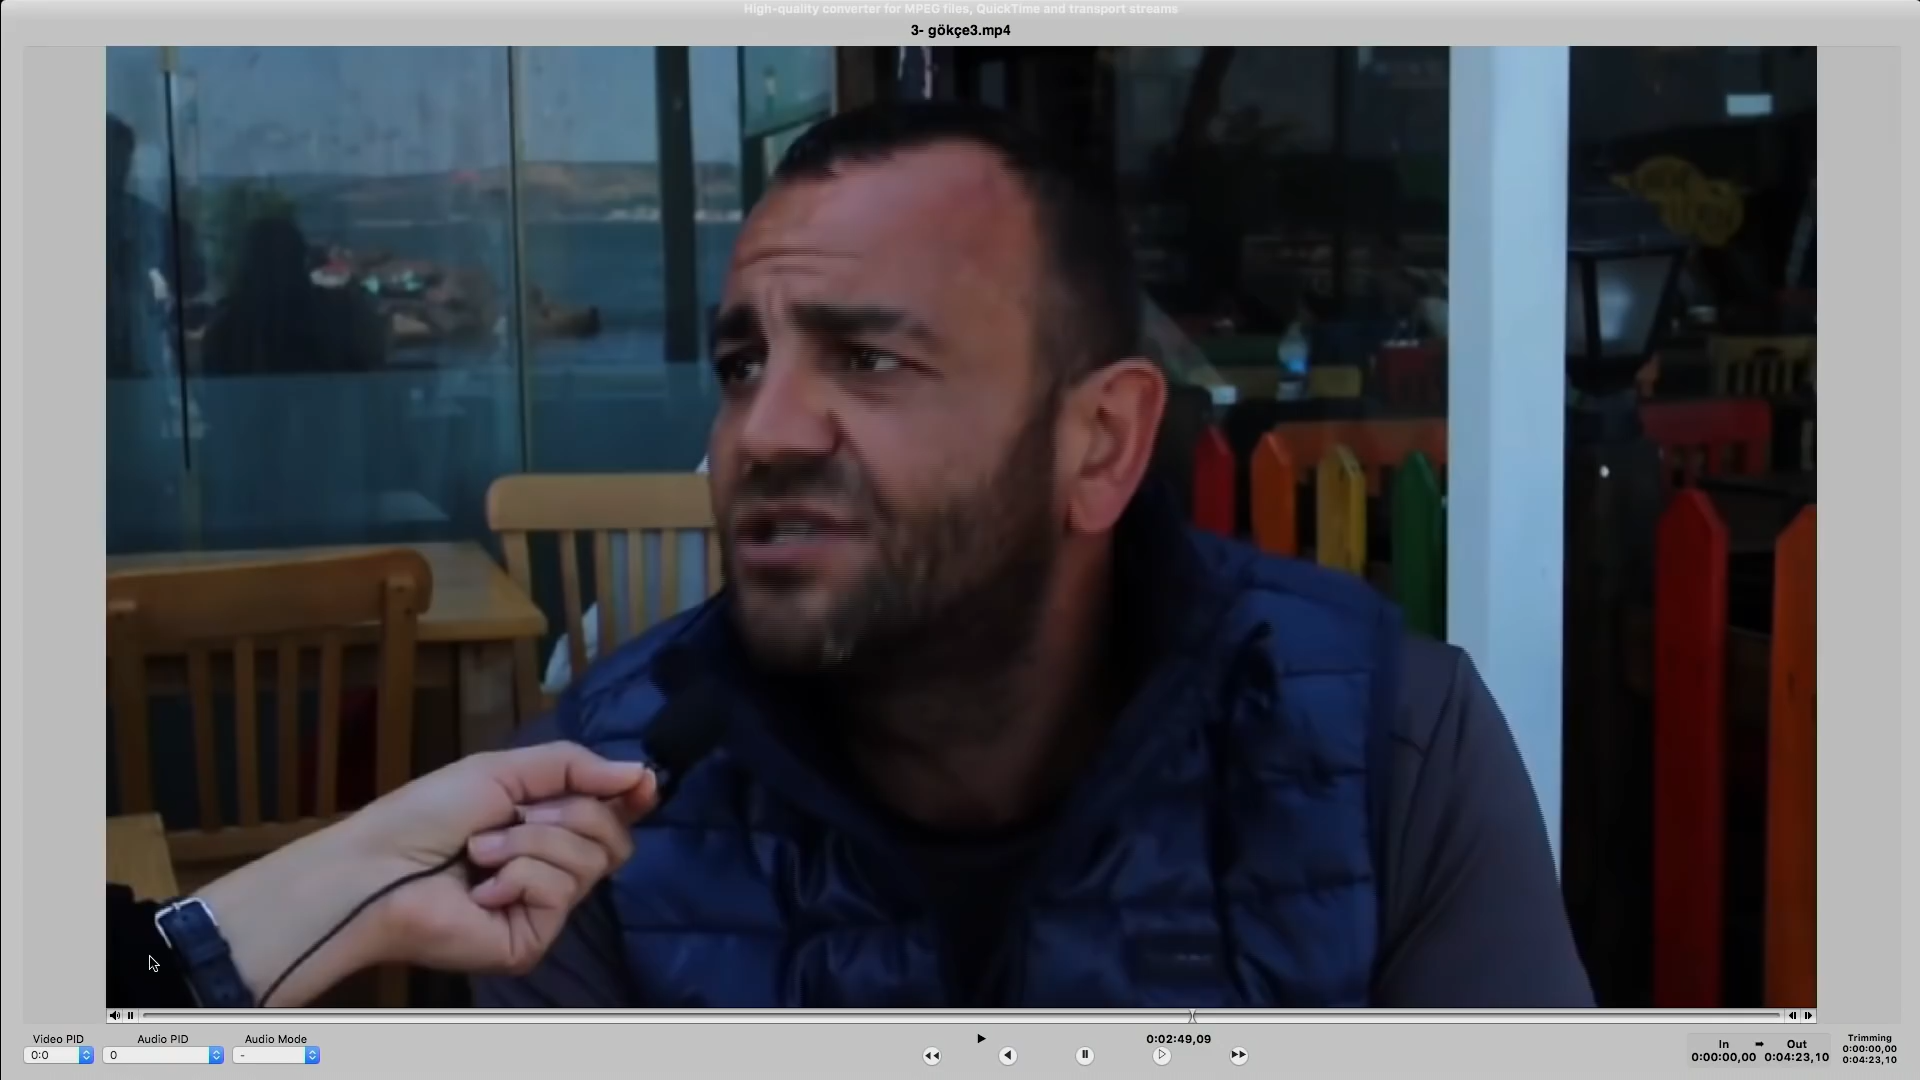 High-quality converter for MPEG files, QuickTime and transport streams
3- gökçe3.mp4
Video PID
Audio PID
Audio Mode
0:0
0
-
0:02:49,09
In
Out
0:00:00,00
0:04:23,10
Trimming
0:00:00,00
0:04:23,10